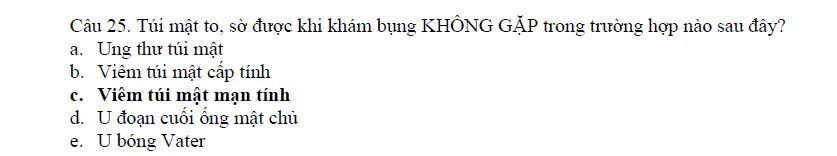 Câu 25. Túi mật to, sờ được khi khám bụng KHÔNG GẶP trong trường hợp nào sau đây?
a. Ung thư túi mật
b. Viêm túi mật cấp tính
c. Viêm túi mật mạn tính
d. U đoạn cuối ống mật chủ
e. U bóng Vater